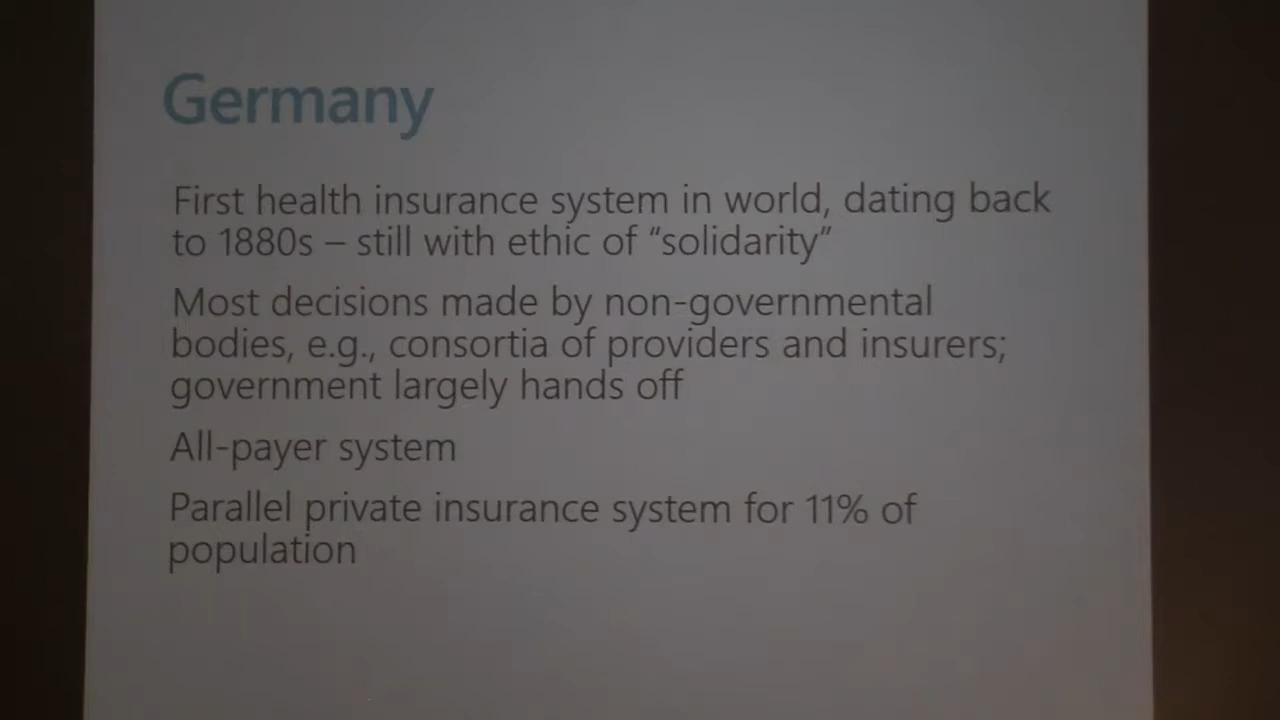 Germany
First health insurance system in world, dating back
to 1880s – still with ethic of “solidarity”
Most decisions made by non-governmental
bodies, e.g., consortia of providers and insurers;
government largely hands off
All-payer system
Parallel private insurance system for 11% of
population